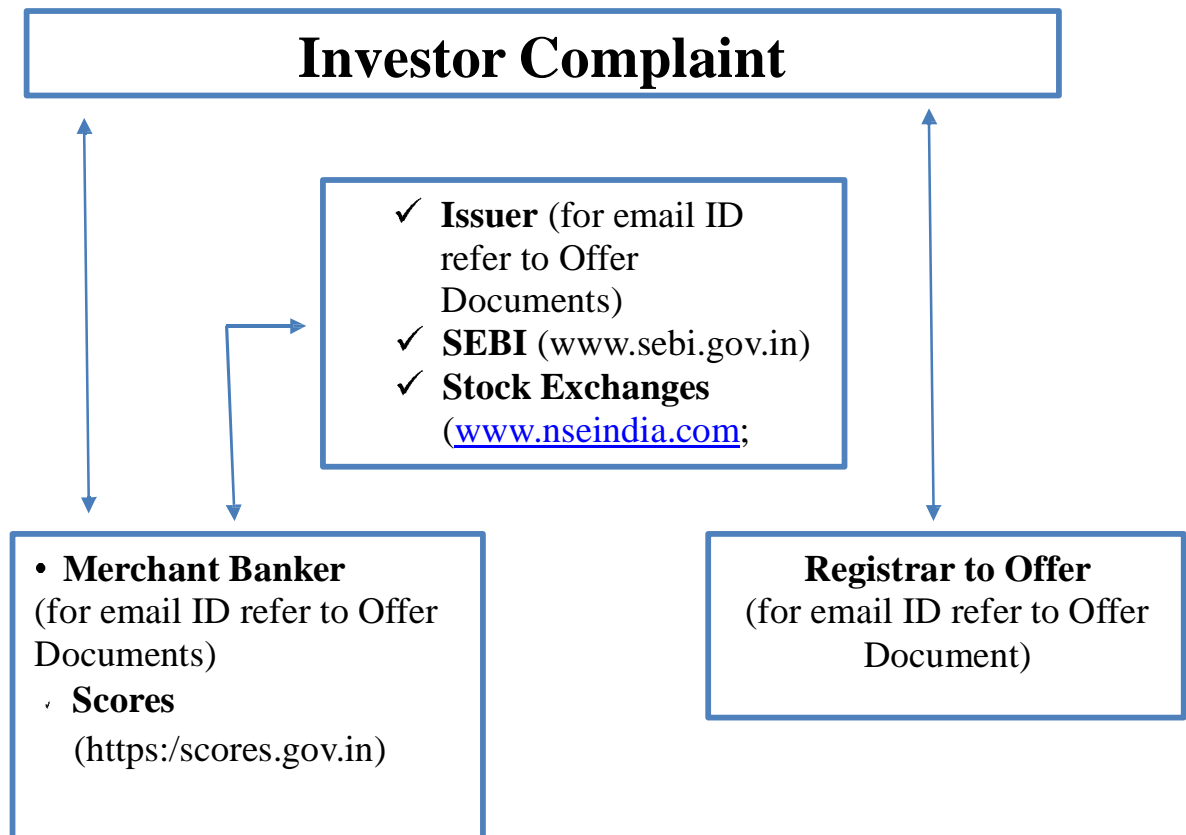 Investor Complaint
✓ Issuer (for email ID
refer to Offer
Documents)
✓ SEBI (www.sebi.gov.in)
✓ Stock Exchanges
(www.nseindia.com;
• Merchant Banker
(for email ID refer to Offer
Documents)
✓ Scores
(https:/scores.gov.in)
Registrar to Offer
(for email ID refer to Offer
Document)